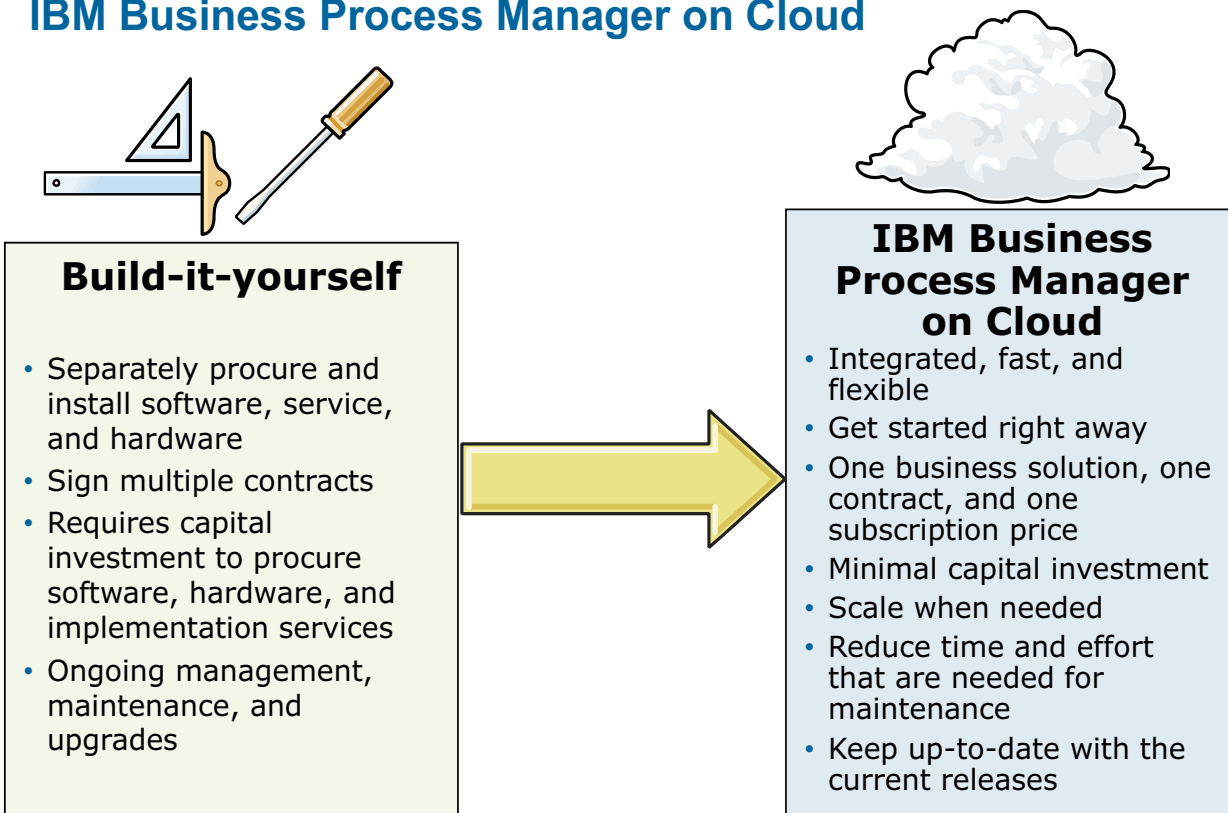 IBM Business Process Manager on Cloud
Build-it-yourself
• Separately procure and
install software, service,
and hardware
• Sign multiple contracts
• Requires capital
investment to procure
software, hardware, and
implementation services
• Ongoing management,
maintenance, and
upgrades
IBM Business
Process Manager
on Cloud
• Integrated, fast, and
flexible
• Get started right away
• One business solution, one
contract, and one
subscription price
• Minimal capital investment
• Scale when needed
• Reduce time and effort
that are needed for
maintenance
• Keep up-to-date with the
current releases